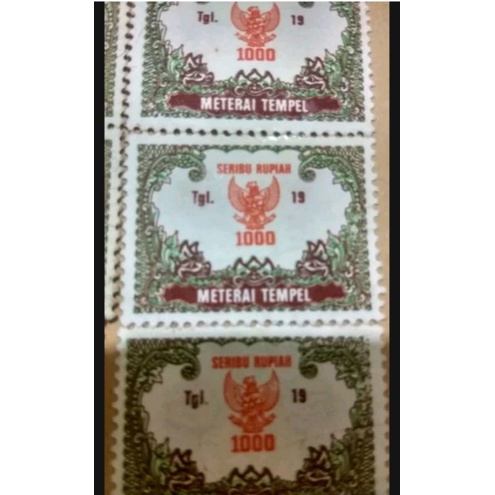 Tgl. 19
1000
METERAI TEMPEL
SERIBU RUPIAH
Tgl. 19
1000
METERAI TEMPEL
SERIBU RUPIAH
Tgl. 19
1000